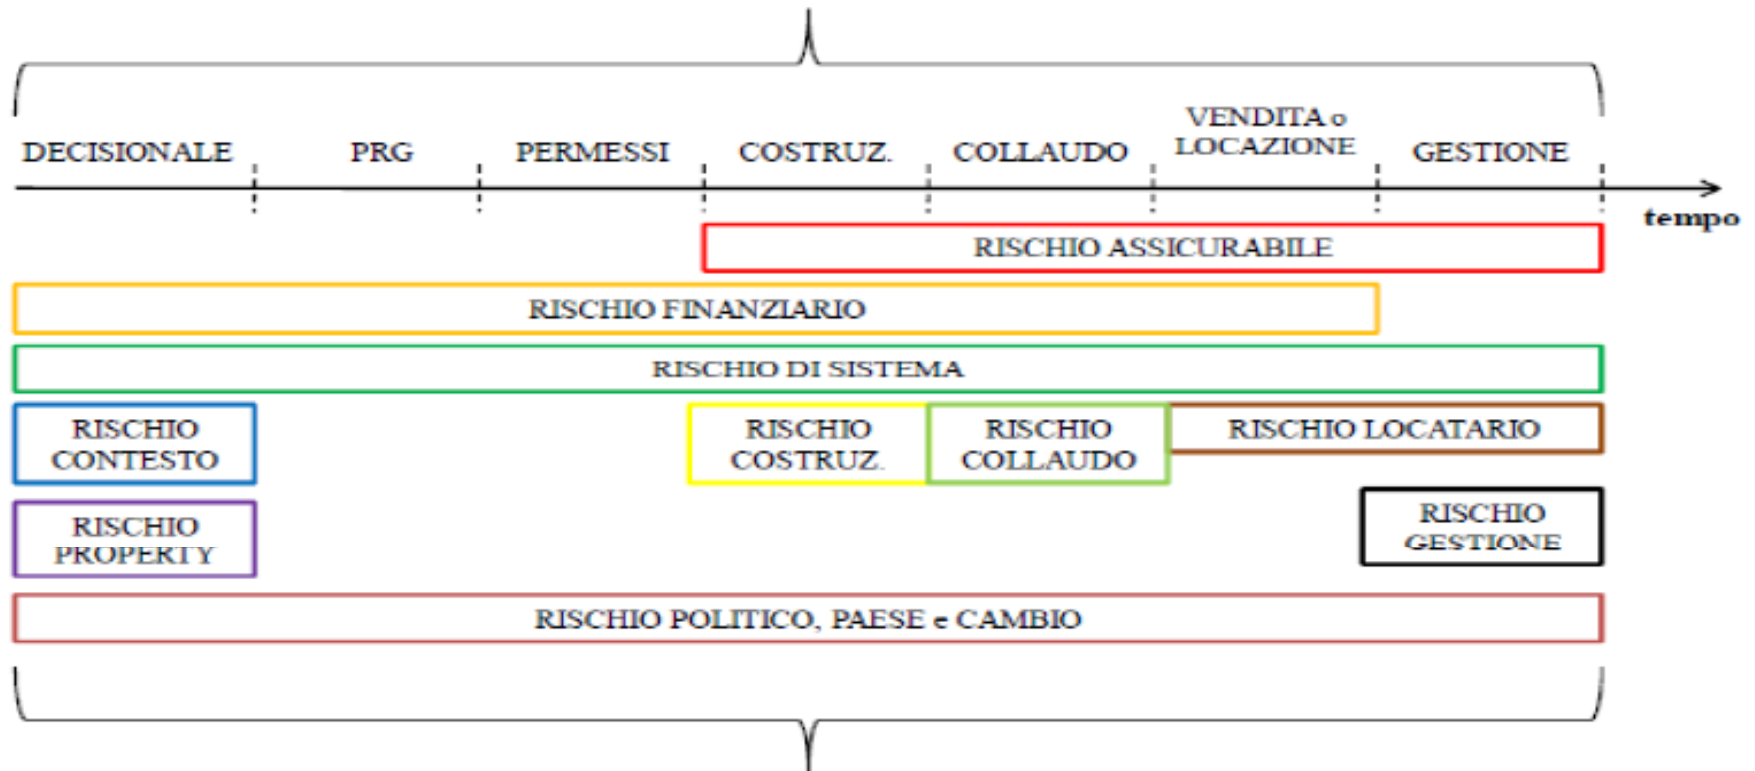 DECISIONALE
PRG
PERMESSI
COSTRUZ.
COLLAUDO
VENDITA o
LOCAZIONE
GESTIONE
tempo
RISCHIO ASSICURABILE
RISCHIO FINANZIARIO
RISCHIO DI SISTEMA
RISCHIO
CONTESTO
RISCHIO
COSTRUZ.
RISCHIO
COLLAUDO
RISCHIO LOCATARIO
RISCHIO
PROPERTY
RISCHIO
GESTIONE
RISCHIO POLITICO, PAESE e CAMBIO